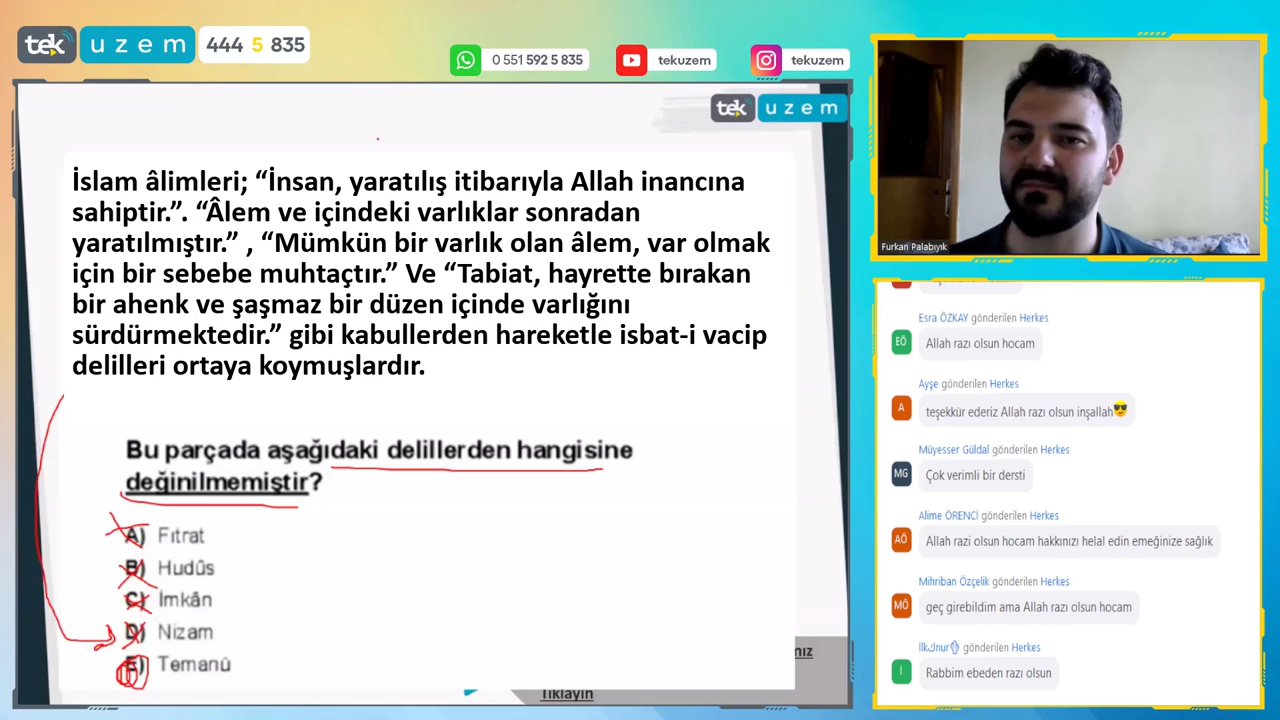 tek uzem 444 5 835
0 551 592 5 835
tekuzem
tekuzem
tek uzem
İslam âlimleri; “İnsan, yaratılış itibarıyla Allah inancına
sahiptir.”. “Âlem ve içindeki varlıklar sonradan
yaratılmıştır.” , “Mümkün bir varlık olan âlem, var olmak
için bir sebebe muhtaçtır.” Ve “Tabiat, hayrette bırakan
bir ahenk ve şaşmaz bir düzen içinde varlığını
sürdürmektedir.” gibi kabullerden hareketle isbat-i vacip
delilleri ortaya koymuşlardır.
Bu parçada aşağıdaki delillerden hangisine
değinilmemiştir?
A) Fıtrat
B) Hudûs
C) İmkân
D) Nizam
E) Temanû
Tıklayın
Furkan Palabıyık
Esra ÖZKAY gönderilen Herkes
EÖ Allah razı olsun hocam
Ayşe gönderilen Herkes
A teşekkür ederiz Allah razı olsun inşallah😎
Müyesser Güldal gönderilen Herkes
MG Çok verimli bir dersti
Alime ÖRENCİ gönderilen Herkes
AÖ Allah razi olsun hocam hakkınızı helal edin emeğinize sağlık
Mihriban Özçelik gönderilen Herkes
MÖ geç girebildim ama Allah razı olsun hocam
gönderilen Herkes
İ Rabbim ebeden razı olsun